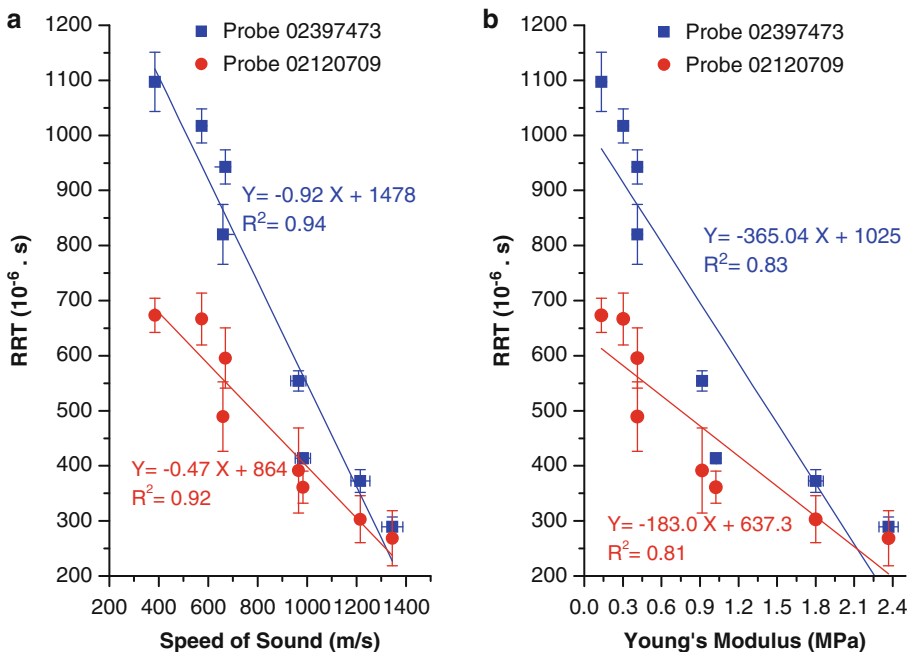 a
Probe 02397473
Probe 02120709
1200
1100
1000
900
800
700
600
500
400
300
200
RRT (10⁻⁶ . s)
Y= -0.92 X + 1478
R²= 0.94
Y= -0.47 X + 864
R²= 0.92
200 400 600 800 1000 1200 1400
Speed of Sound (m/s)
b
Probe 02397473
Probe 02120709
1200
1100
1000
900
800
700
600
500
400
300
200
RRT (10⁻⁶ . s)
Y= -365.04 X + 1025
R²= 0.83
Y= -183.0 X + 637.3
R²= 0.81
0.0 0.3 0.6 0.9 1.2 1.5 1.8 2.1 2.4
Young's Modulus (MPa)